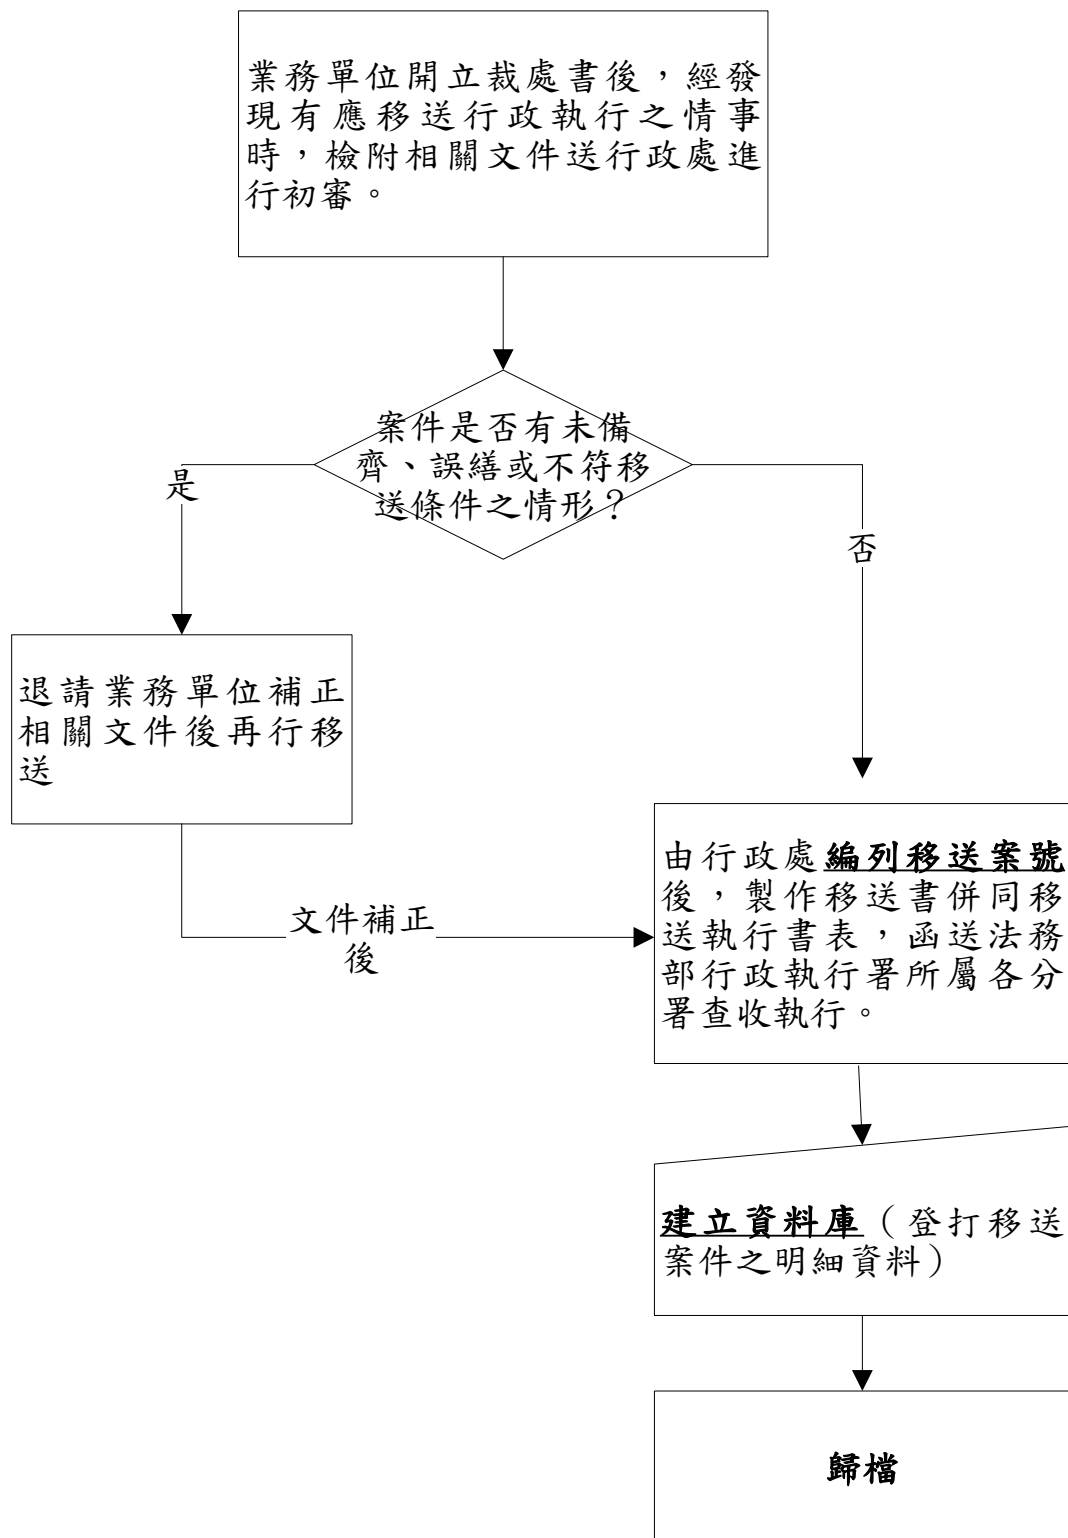 業務單位開立裁處書後，經發
現有應移送行政執行之情事
時，檢附相關文件送行政處進
行初審。
案件是否有未備
齊、誤繕或不符移
送條件之情形？
是
否
退請業務單位補正
相關文件後再行移
送
由行政處編列移送案號
後，製作移送書併同移
送執行書表，函送法務
部行政執行署所屬各分
署查收執行。
文件補正
後
建立資料庫（登打移送
案件之明細資料）
歸檔